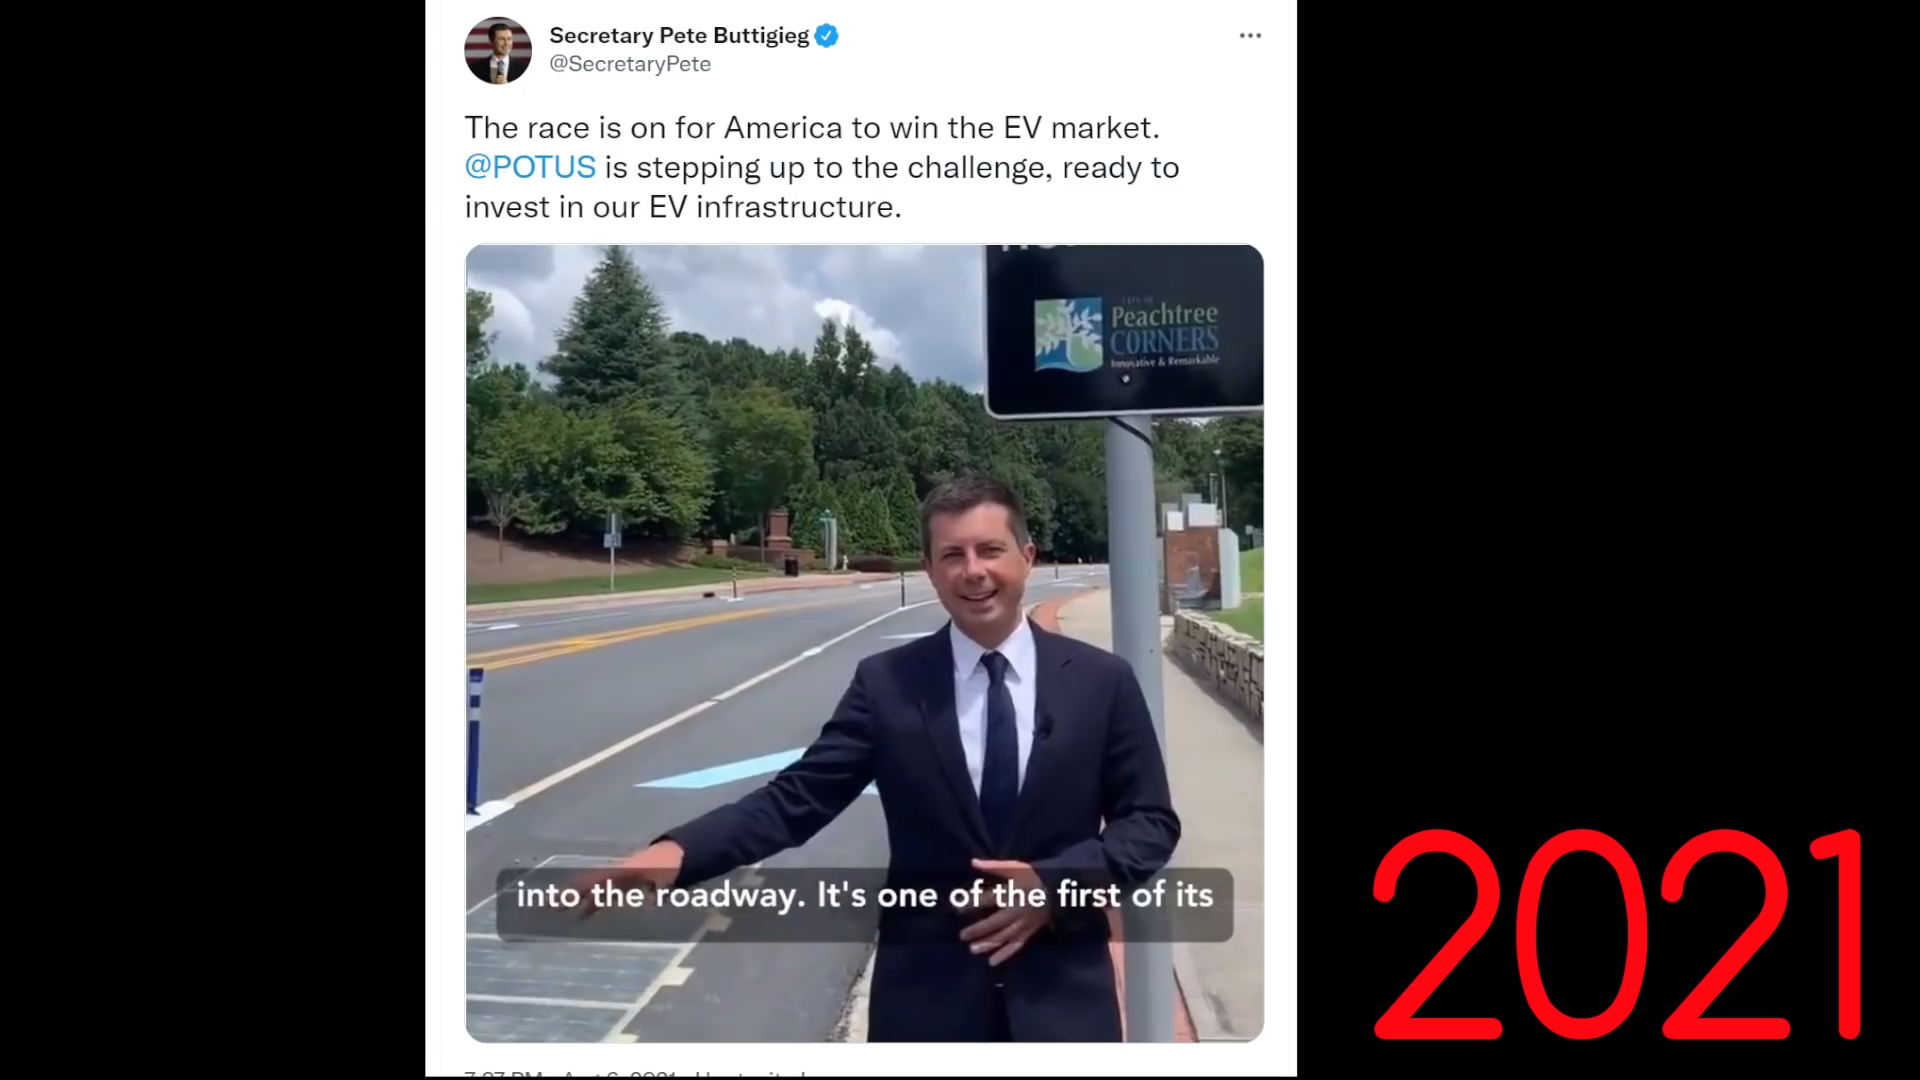 Secretary Pete Buttigieg
@SecretaryPete
The race is on for America to win the EV market.
@POTUS is stepping up to the challenge, ready to
invest in our EV infrastructure.
CITY OF
Peachtree
CORNERS
Innovative & Remarkable
into the roadway. It's one of the first of its
2021